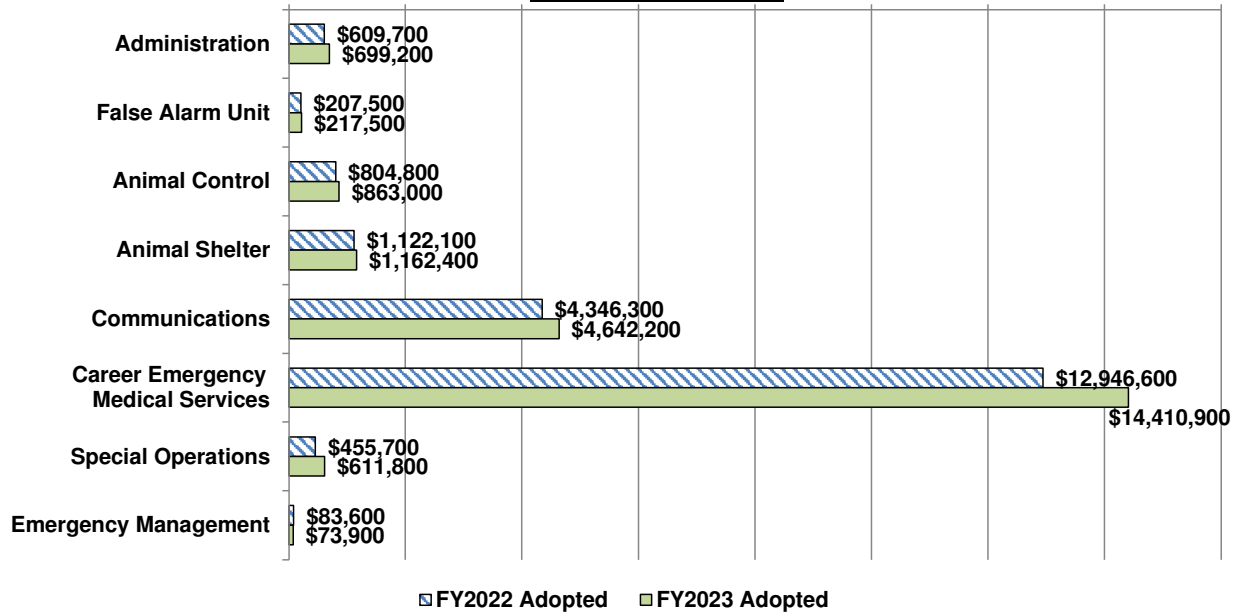 Administration
$609,700
$699,200
False Alarm Unit
$207,500
$217,500
Animal Control
$804,800
$863,000
Animal Shelter
$1,122,100
$1,162,400
Communications
$4,346,300
$4,642,200
Career Emergency
Medical Services
$12,946,600
$14,410,900
Special Operations
$455,700
$611,800
Emergency Management
$83,600
$73,900
FY2022 Adopted
FY2023 Adopted